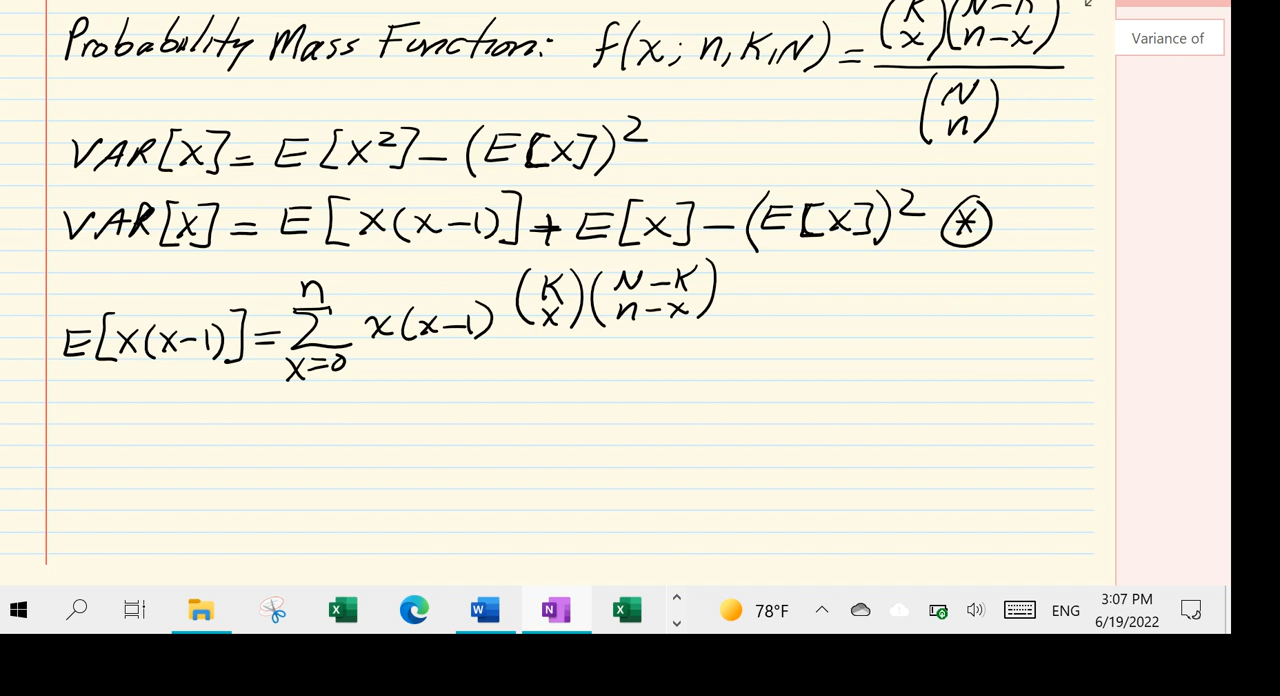 Probability Mass Function: f(x; n, K, N) = (K x)(N-K n-x) / (N n)
VAR[X] = E[X²] - (E[X])²
VAR[X] = E[X(X-1)] + E[X] - (E[X])² ⊛
E[X(X-1)] = n Σ x=0 x(x-1) (K x)(N-K n-x)
Variance of
78°F
ENG
3:07 PM
6/19/2022